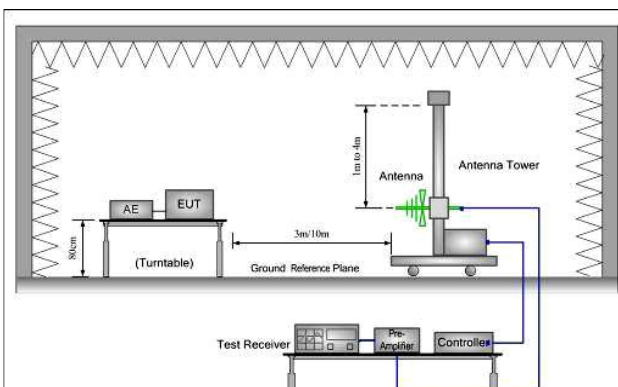 1m to 4m
Antenna
Antenna Tower
AE
EUT
80cm
(Turntable)
3m/10m
Ground Reference Plane
Test Receiver
Pre-
Amplifier
Controller